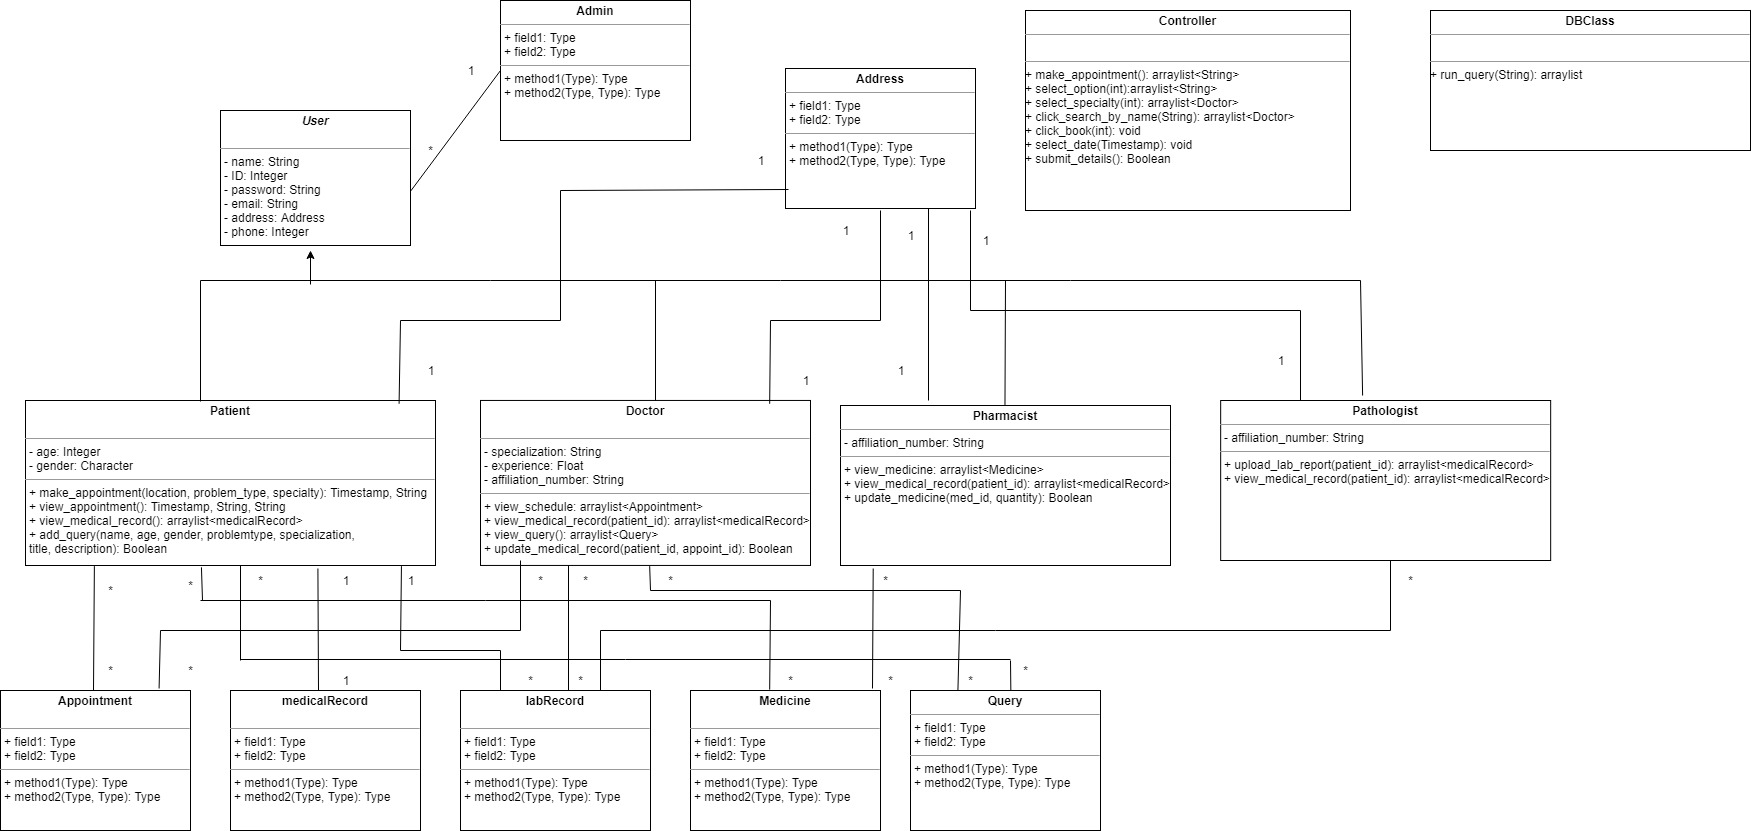 Admin
+ field1: Type
+ field2: Type
+ method1(Type): Type
+ method2(Type, Type): Type
Controller
+ make_appointment(): arraylist<String>
+ select_option(int):arraylist<String>
+ select_specialty(int): arraylist<Doctor>
+ click_search_by_name(String): arraylist<Doctor>
+ click_book(int): void
+ select_date(Timestamp): void
+ submit_details(): Boolean
DBClass
+ run_query(String): arraylist
1
*
Address
+ field1: Type
+ field2: Type
+ method1(Type): Type
+ method2(Type, Type): Type
User
- name: String
- ID: Integer
- password: String
- email: String
- address: Address
- phone: Integer
1
1
1
1
1
1
1
1
Patient
- age: Integer
- gender: Character
+ make_appointment(location, problem_type, specialty): Timestamp, String
+ view_appointment(): Timestamp, String, String
+ view_medical_record(): arraylist<medicalRecord>
+ add_query(name, age, gender, problemtype, specialization,
title, description): Boolean
Doctor
- specialization: String
- experience: Float
- affiliation_number: String
+ view_schedule: arraylist<Appointment>
+ view_medical_record(patient_id): arraylist<medicalRecord>
+ view_query(): arraylist<Query>
+ update_medical_record(patient_id, appoint_id): Boolean
Pharmacist
- affiliation_number: String
+ view_medicine: arraylist<Medicine>
+ view_medical_record(patient_id): arraylist<medicalRecord>
+ update_medicine(med_id, quantity): Boolean
Pathologist
- affiliation_number: String
+ upload_lab_report(patient_id): arraylist<medicalRecord>
+ view_medical_record(patient_id): arraylist<medicalRecord>
*
*
*
1
1
*
*
*
*
*
*
*
1
*
*
*
*
*
*
Appointment
+ field1: Type
+ field2: Type
+ method1(Type): Type
+ method2(Type, Type): Type
medicalRecord
+ field1: Type
+ field2: Type
+ method1(Type): Type
+ method2(Type, Type): Type
labRecord
+ field1: Type
+ field2: Type
+ method1(Type): Type
+ method2(Type, Type): Type
Medicine
+ field1: Type
+ field2: Type
+ method1(Type): Type
+ method2(Type, Type): Type
Query
+ field1: Type
+ field2: Type
+ method1(Type): Type
+ method2(Type, Type): Type